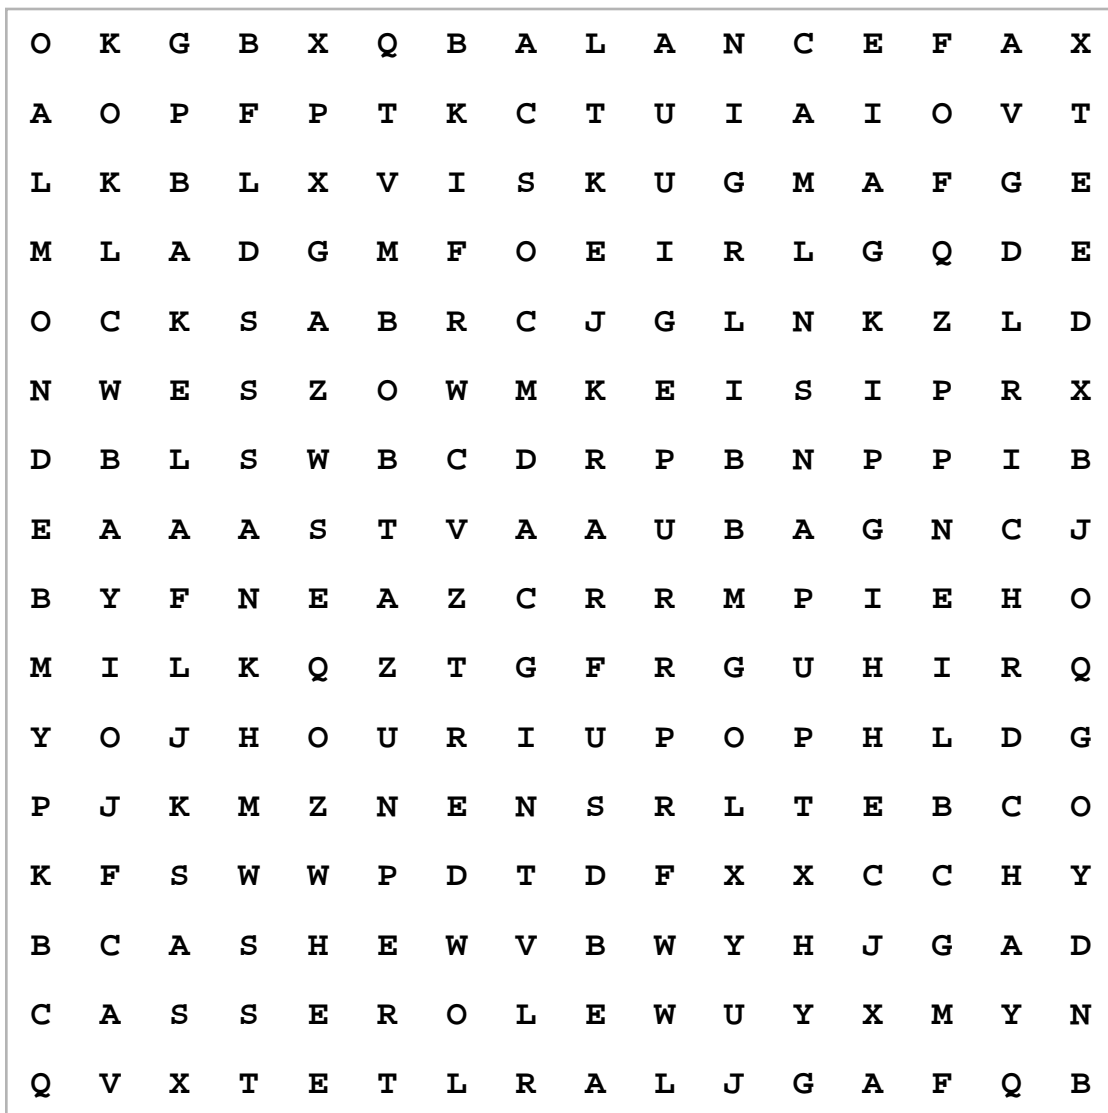 O K G B X Q B A L A N C E F A X
A O P F P T K C T U I A I O V T
L K B L X V I S K U G M A F G E
M L A D G M F O E I R L G Q D E
O C K S A B R C J G L N K Z L D
N W E S Z O W M K E I S I P R X
D B L S W B C D R P B N P P I B
E A A A S T V A A U B A G N C J
B Y F N E A Z C R R M P I E H O
M I L K Q Z T G F R G U H I R Q
Y O J H O U R I U P O P H L D G
P J K M Z N E N S R L T E B C O
K F S W W P D T D F X X C C H Y
B C A S H E W V B W Y H J G A D
C A S S E R O L E W U Y X M Y N
Q V X T E T L R A L J G A F Q B